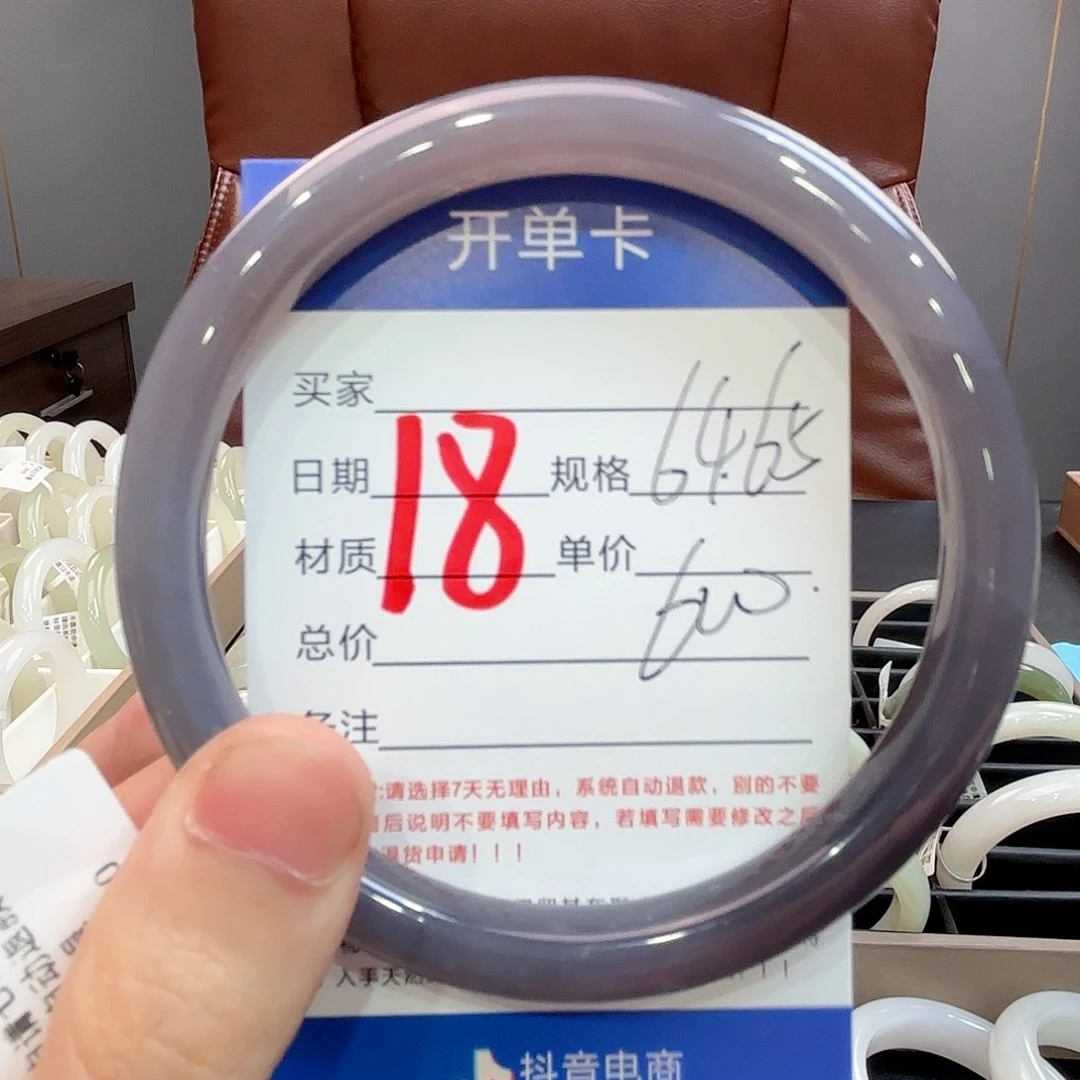 开单卡
买家
日期 18 规格 64.65
材质 单价 600
总价
备注
:请选择7天无理由，系统自动退款，别的不要
后说明不要填写内容，若填写需要修改之后
退货申请！！！
入手天
抖音电商